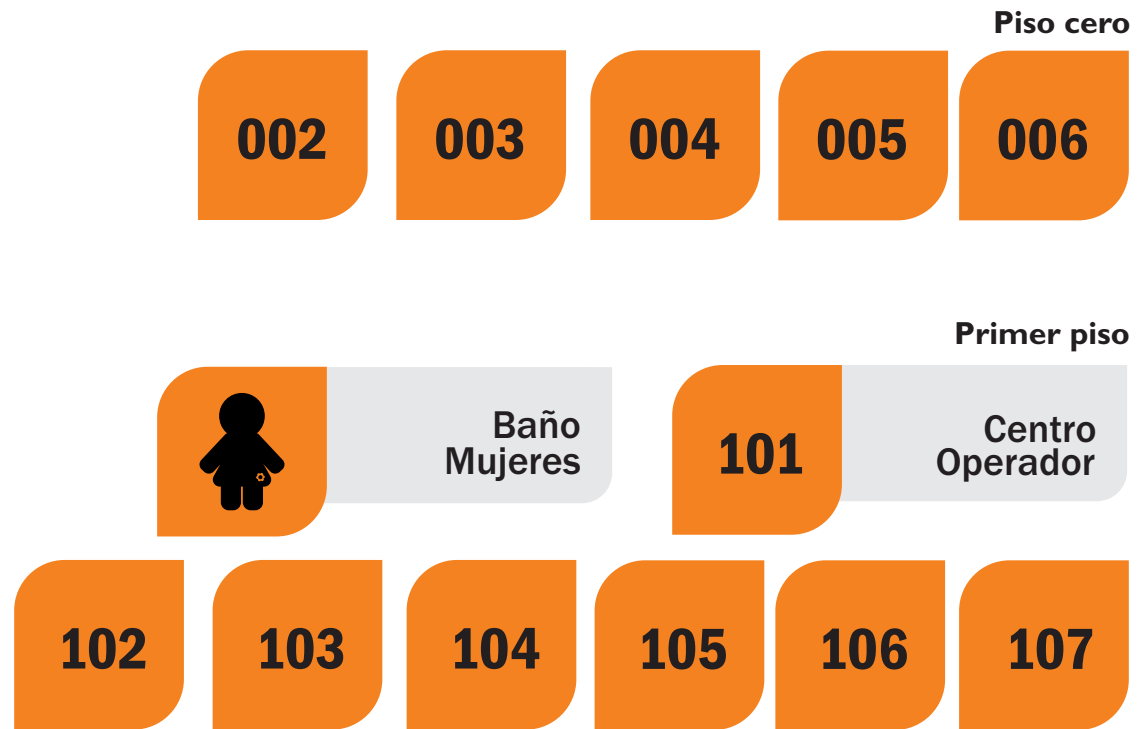 Piso cero
002 003 004 005 006
Primer piso
Baño
Mujeres
101
Centro
Operador
102 103 104 105 106 107